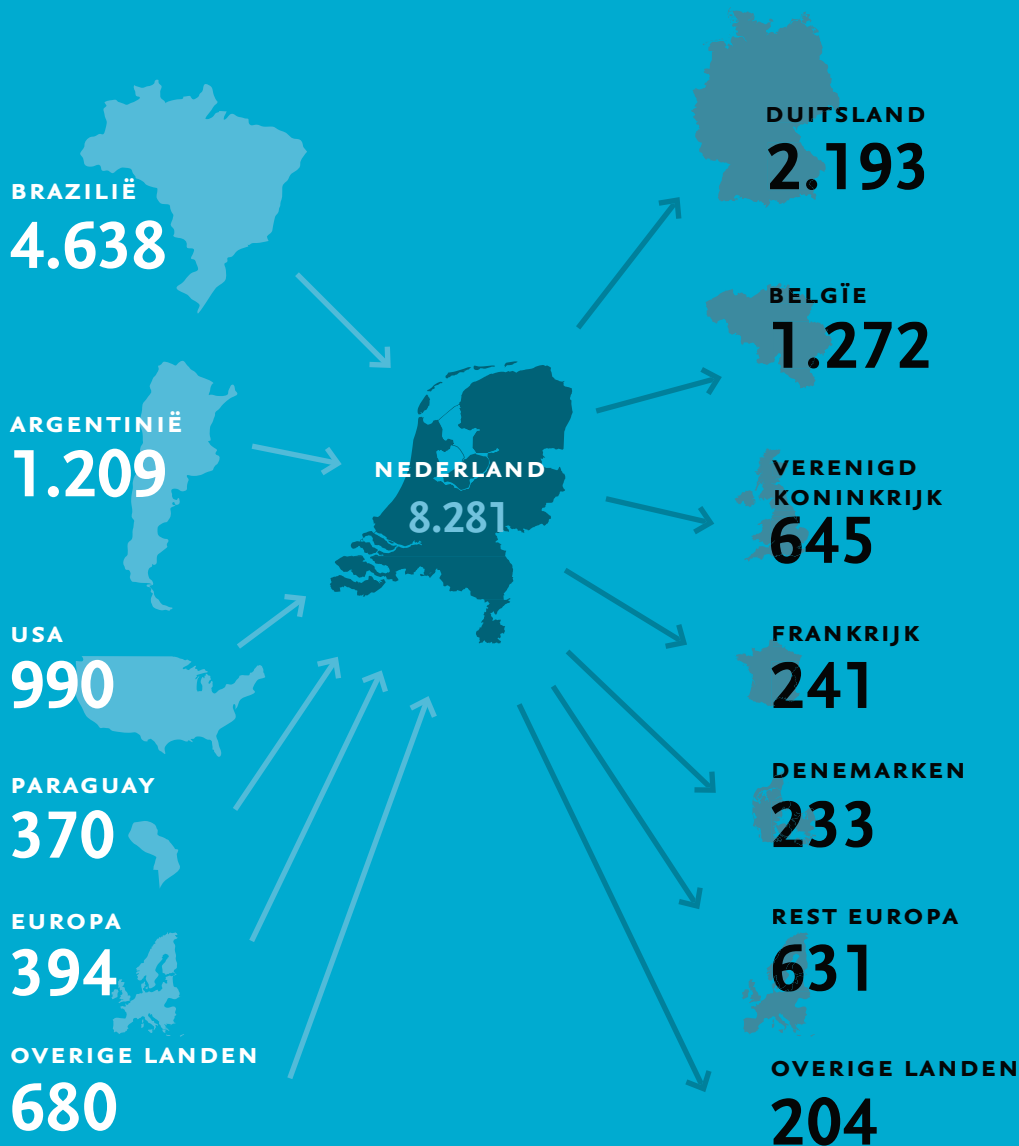 BRAZILIË
4.638
ARGENTINIË
1.209
USA
990
PARAGUAY
370
EUROPA
394
OVERIGE LANDEN
680
NEDERLAND
8.281
DUITSLAND
2.193
BELGÏE
1.272
VERENIGD
KONINKRIJK
645
FRANKRIJK
241
DENEMARKEN
233
REST EUROPA
631
OVERIGE LANDEN
204